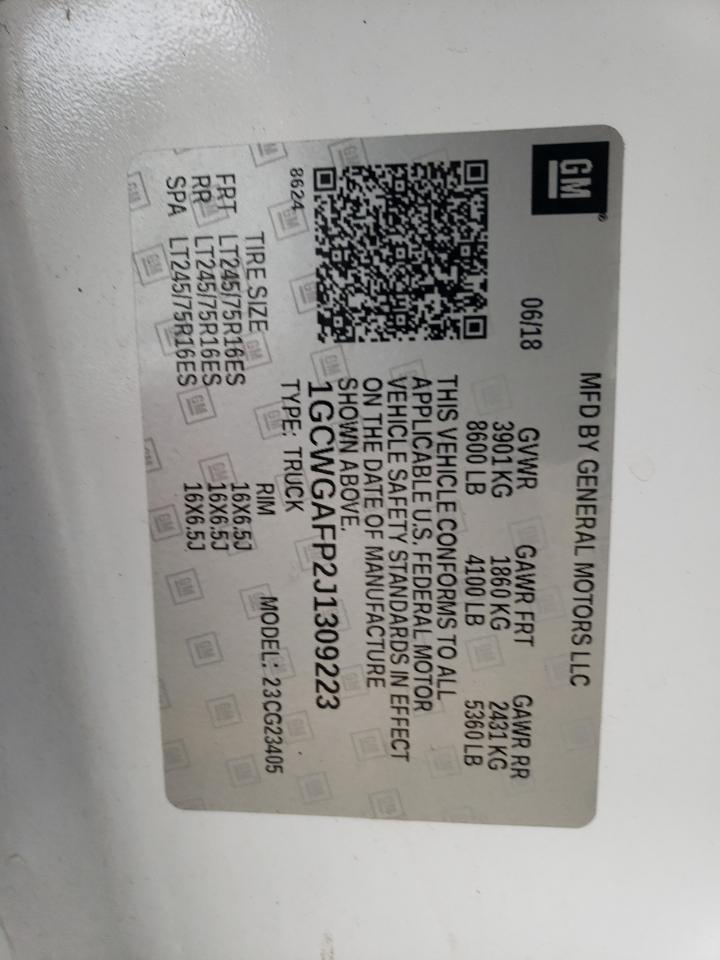 GM
MFD BY GENERAL MOTORS LLC
06/18
GVWR GAWR FRT GAWR RR
3901 KG 1860 KG 2431 KG
8600 LB 4100 LB 5360 LB
THIS VEHICLE CONFORMS TO ALL
APPLICABLE U.S. FEDERAL MOTOR
VEHICLE SAFETY STANDARDS IN EFFECT
ON THE DATE OF MANUFACTURE
SHOWN ABOVE.
1GCWGAFP2J1309223
8624
TYPE: TRUCK
MODEL: 23CG23405
TIRE SIZE RIM
FRT LT245/75R16ES 16X6.5J
RR LT245/75R16ES 16X6.5J
SPA LT245/75R16ES 16X6.5J